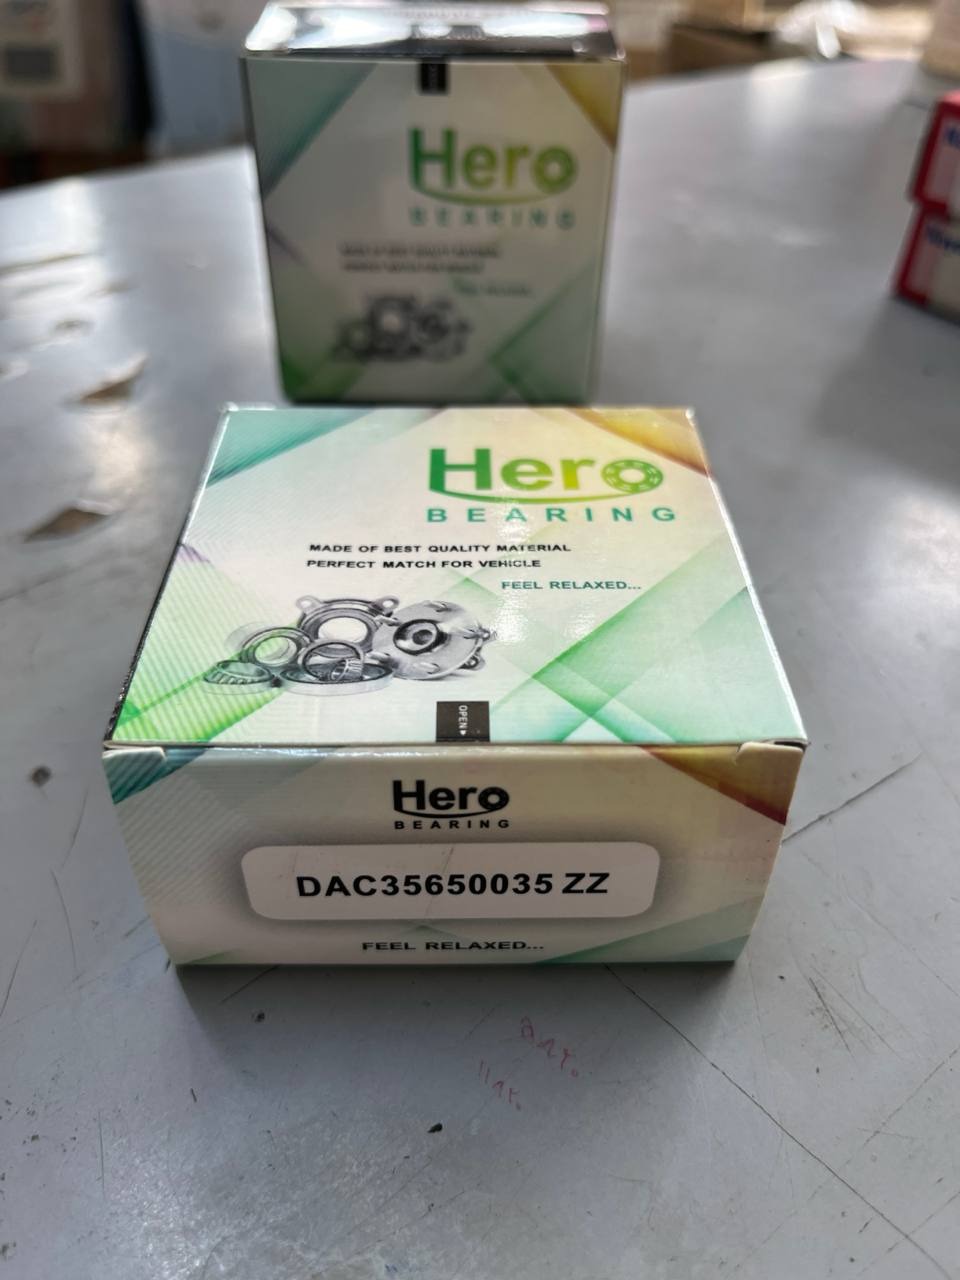 Hero
BEARING
Hero
BEARING
MADE OF BEST QUALITY MATERIAL
PERFECT MATCH FOR VEHICLE
FEEL RELAXED...
OPEN
Hero
BEARING
DAC35650035 ZZ
FEEL RELAXED...